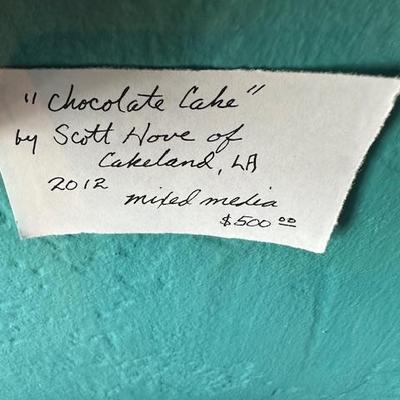 "Chocolate Cake"
by Scott Hove of
Cakeland, LA
2012
mixed media
$500.00